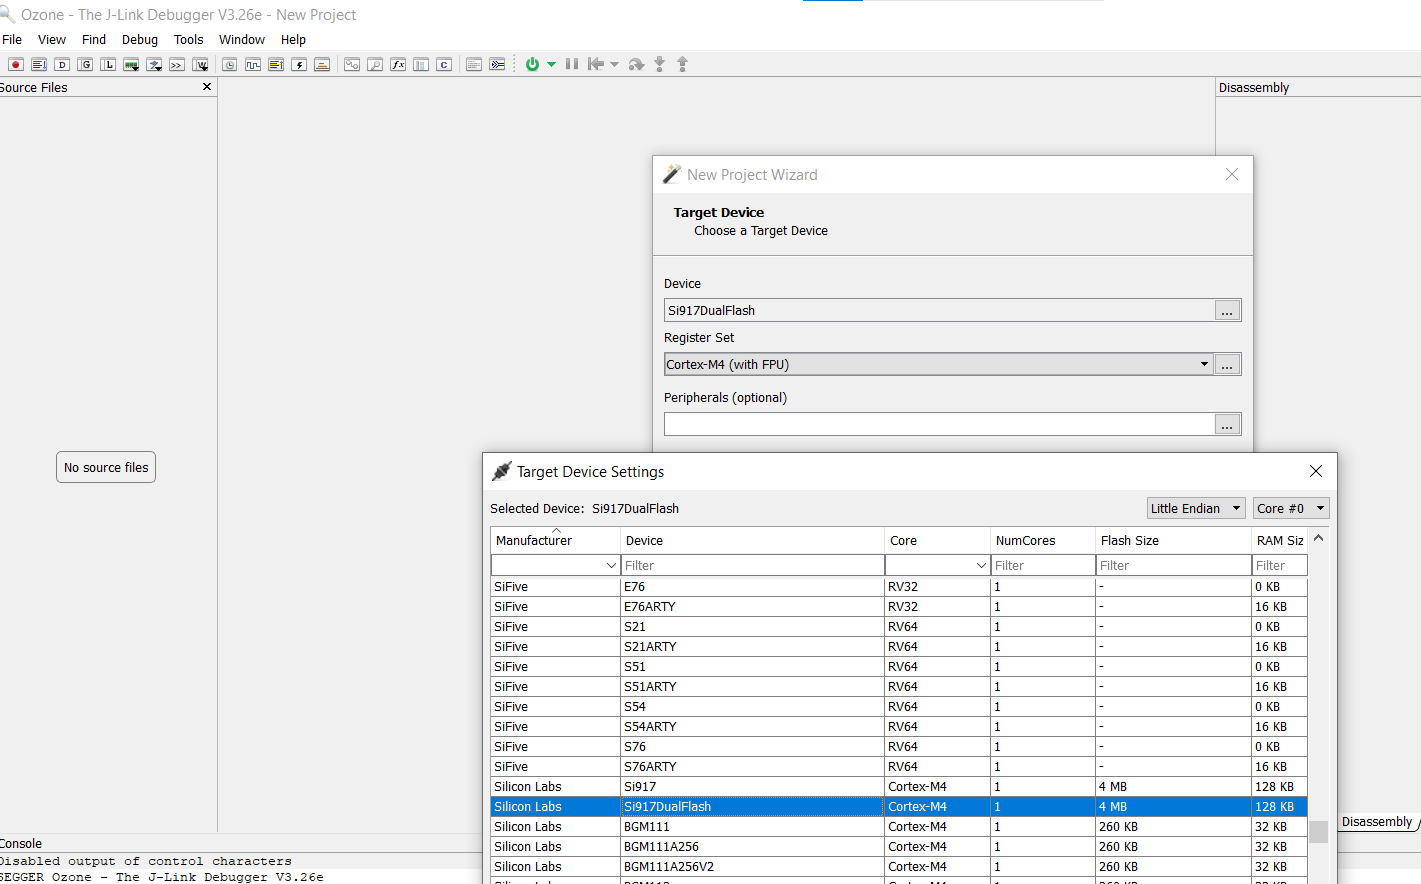 Ozone - The J-Link Debugger V3.26e - New Project
File View Find Debug Tools Window Help
Source Files
Disassembly
New Project Wizard
Target Device
Choose a Target Device
Device
Si917DualFlash
...
Register Set
Cortex-M4 (with FPU)
...
Peripherals (optional)
...
No source files
Target Device Settings
Selected Device: Si917DualFlash
Little Endian
Core #0
Manufacturer Device Core NumCores Flash Size RAM Siz
Filter Filter Filter Filter
SiFive E76 RV32 1 - 0 KB
SiFive E76ARTY RV32 1 - 16 KB
SiFive S21 RV64 1 - 0 KB
SiFive S21ARTY RV64 1 - 16 KB
SiFive S51 RV64 1 - 0 KB
SiFive S51ARTY RV64 1 - 16 KB
SiFive S54 RV64 1 - 0 KB
SiFive S54ARTY RV64 1 - 16 KB
SiFive S76 RV64 1 - 0 KB
SiFive S76ARTY RV64 1 - 16 KB
Silicon Labs Si917 Cortex-M4 1 4 MB 128 KB
Silicon Labs Si917DualFlash Cortex-M4 1 4 MB 128 KB
Silicon Labs BGM111 Cortex-M4 1 260 KB 32 KB
Silicon Labs BGM111A256 Cortex-M4 1 260 KB 32 KB
Silicon Labs BGM111A256V2 Cortex-M4 1 260 KB 32 KB
Disassembly
Console
Disabled output of control characters
SEGGER Ozone - The J-Link Debugger V3.26e